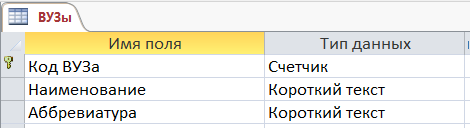 ВУЗы
Имя поля Тип данных
Код ВУЗа Счетчик
Наименование Короткий текст
Аббревиатура Короткий текст